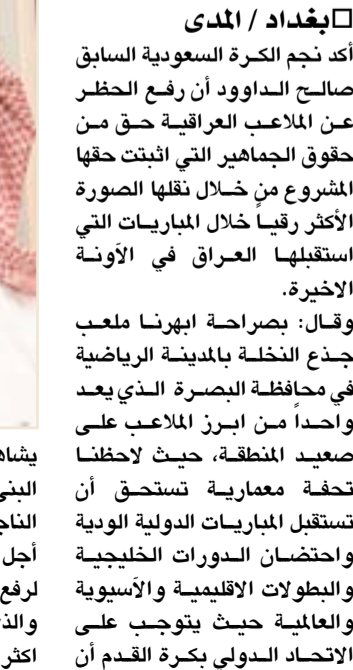 □بغداد / المدى
أكد نجم الكرة السعودية السابق
صالح الداوود أن رفع الحظر
عن الملاعب العراقية حق من
حقوق الجماهير التي اثبتت حقها
المشروع من خلال نقلها الصورة
الأكثر رقياً خلال المباريات التي
استقبلها العراق في الآونة
الاخيرة.
وقال: بصراحة ابهرنا ملعب
جذع النخلة بالمدينة الرياضية
في محافظة البصرة الذي يعد
واحداً من ابرز الملاعب على
صعيد المنطقة، حيث لاحظنا
تحفة معمارية تستحق أن
تستقبل المباريات الدولية الودية
واحتضان الدورات الخليجية
والبطولات الاقليمية والآسيوية
والعالمية حيث يتوجب على
الاتحاد الدولي بكرة القدم أن
أجل
لرفع
اكثر